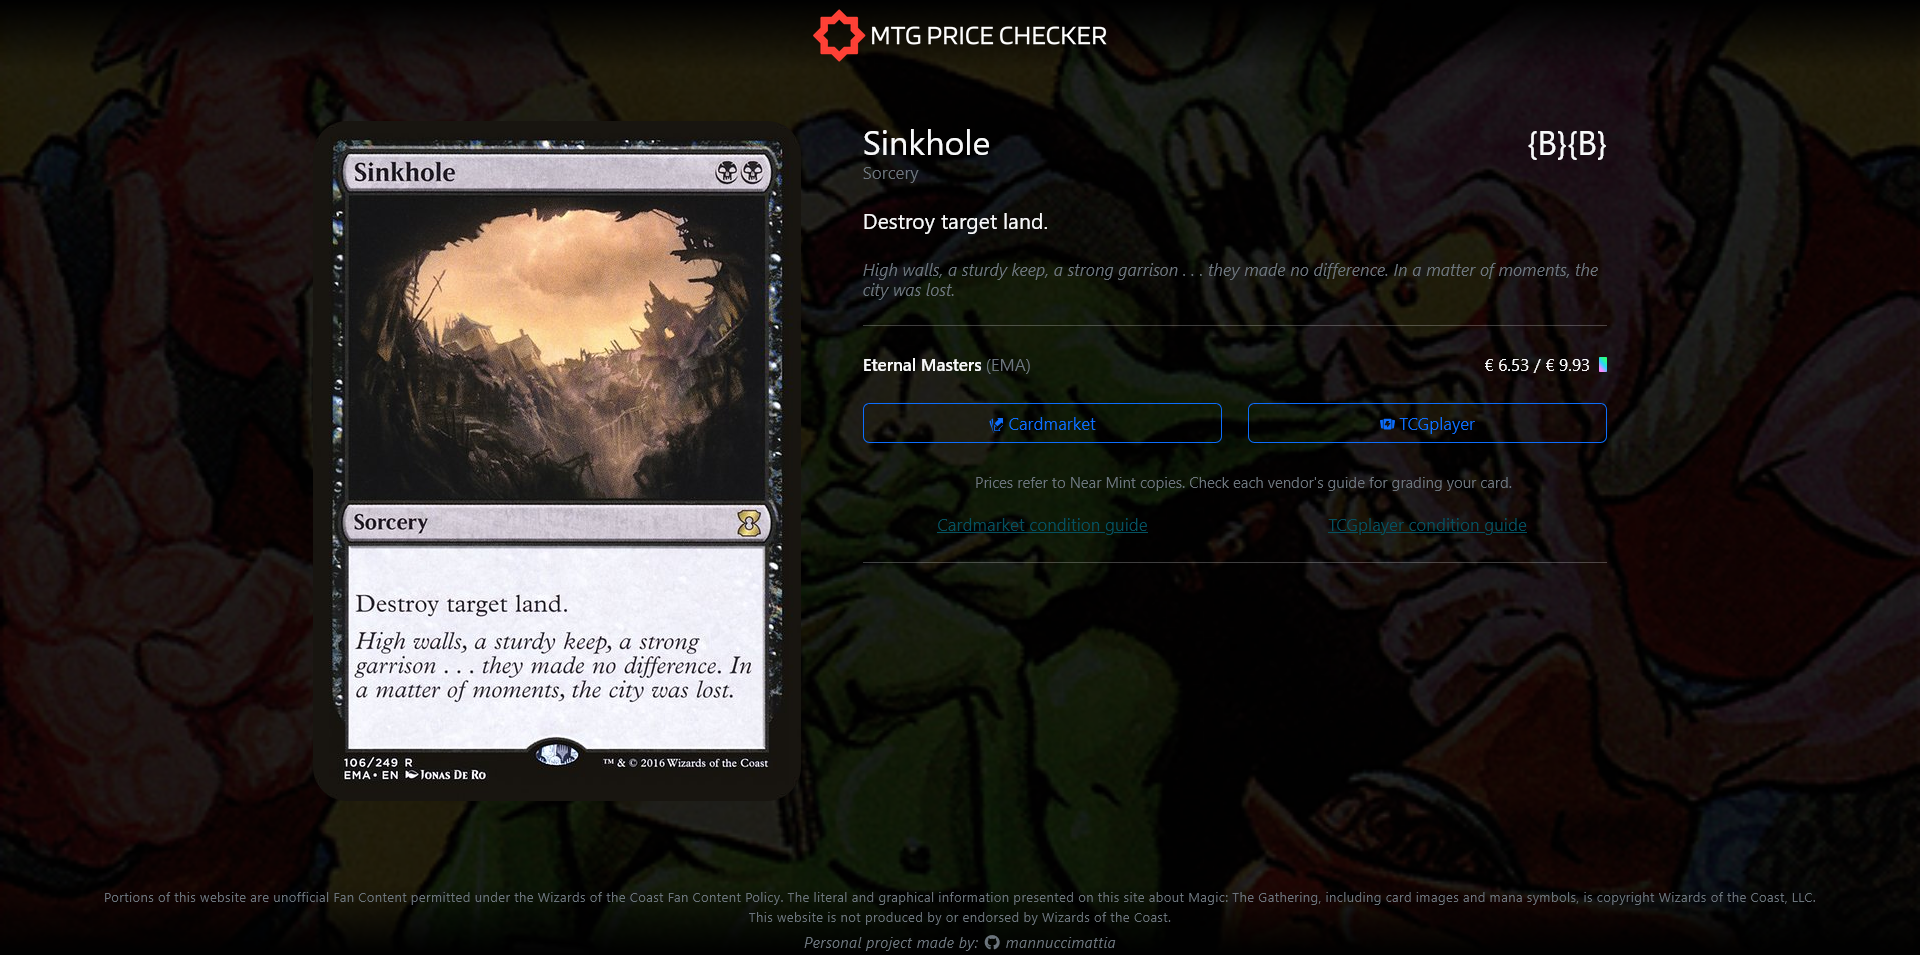 MTG PRICE CHECKER
Sinkhole
Destroy target land.
High walls, a sturdy keep, a strong
garrison . . . they made no difference. In
a matter of moments, the city was lost.
Sorcery
106/249 R
EMA • EN JONAS DE RO
™ & © 2016 Wizards of the Coast
Sinkhole
{B}{B}
Sorcery
Destroy target land.
High walls, a sturdy keep, a strong garrison . . . they made no difference. In a matter of moments, the
city was lost.
Eternal Masters (EMA)
€ 6.53 / € 9.93
Cardmarket
TCGplayer
Prices refer to Near Mint copies. Check each vendor's guide for grading your card.
Cardmarket condition guide
TCGplayer condition guide
Portions of this website are unofficial Fan Content permitted under the Wizards of the Coast Fan Content Policy. The literal and graphical information presented on this site about Magic: The Gathering, including card images and mana symbols, is copyright Wizards of the Coast, LLC.
This website is not produced by or endorsed by Wizards of the Coast.
Personal project made by: mannuccimattia